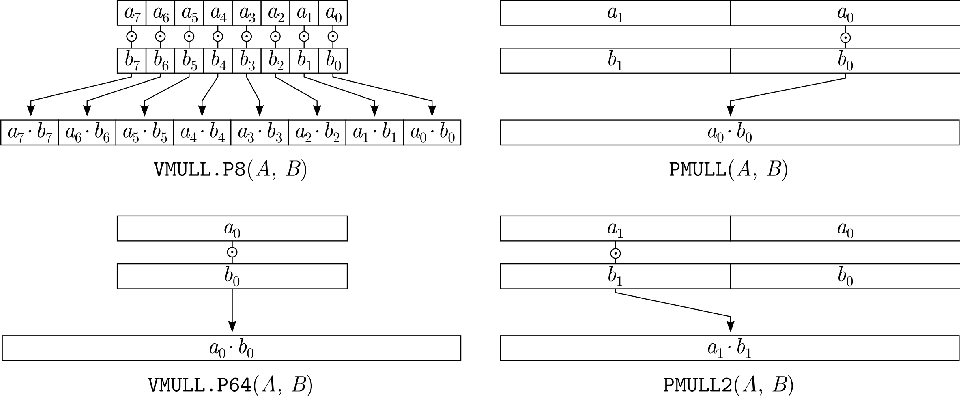 a₇ a₆ a₅ a₄ a₃ a₂ a₁ a₀
b₇ b₆ b₅ b₄ b₃ b₂ b₁ b₀
a₇·b₇ a₆·b₆ a₅·b₅ a₄·b₄ a₃·b₃ a₂·b₂ a₁·b₁ a₀·b₀
VMULL.P8(A, B)
a₁ a₀
b₁ b₀
a₀·b₀
PMULL(A, B)
a₀
b₀
a₀·b₀
VMULL.P64(A, B)
a₁ a₀
b₁ b₀
a₁·b₁
PMULL2(A, B)